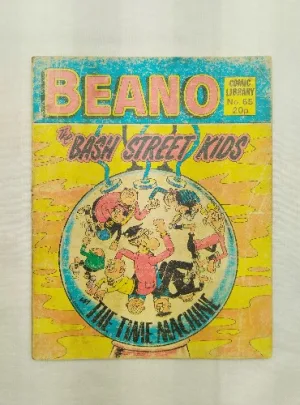 BEANO
COMIC
LIBRARY
No. 65
20p
The
BASH STREET KIDS
in
THE TIME MACHINE